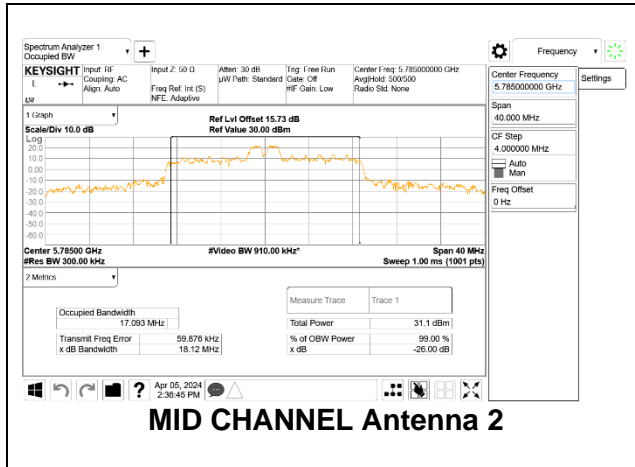 Spectrum Analyzer 1
Occupied BW
Frequency
KEYSIGHT
Input: RF
Coupling: AC
Align: Auto
Input Z: 50 Ω
Freq Ref: Int (S)
NFE: Adaptive
Atten: 30 dB
µW Path: Standard
Trig: Free Run
Gate: Off
#IF Gain: Low
Center Freq: 5.785000000 GHz
Avg|Hold: 500/500
Radio Std: None
L
Center Frequency
5.785000000 GHz
Settings
Span
40.000 MHz
CF Step
4.000000 MHz
Auto
Man
Freq Offset
0 Hz
1 Graph
Scale/Div 10.0 dB
Ref Lvl Offset 15.73 dB
Ref Value 30.00 dBm
Log
20.0
10.0
0.00
-10.0
-20.0
-30.0
-40.0
-50.0
-60.0
Center 5.78500 GHz
#Video BW 910.00 kHz*
Span 40 MHz
#Res BW 300.00 kHz
Sweep 1.00 ms (1001 pts)
2 Metrics
Measure Trace
Trace 1
Occupied Bandwidth
17.093 MHz
Total Power
31.1 dBm
Transmit Freq Error
59.876 kHz
% of OBW Power
99.00 %
x dB Bandwidth
18.12 MHz
x dB
-26.00 dB
?
Apr 05, 2024
2:36:45 PM
MID CHANNEL Antenna 2